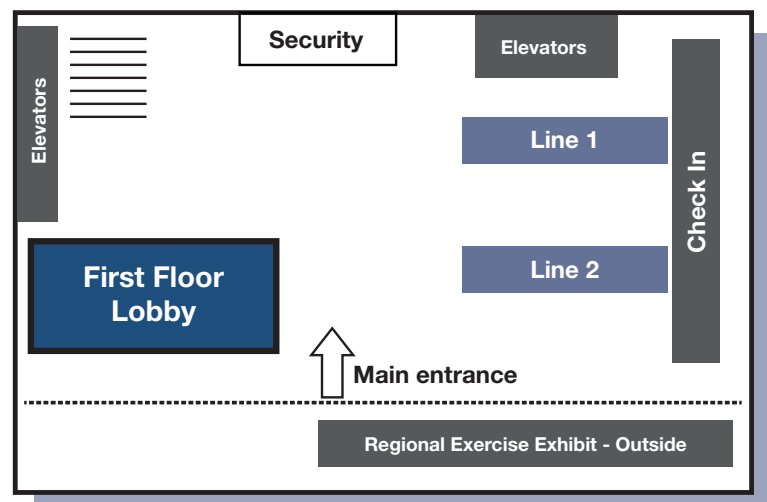 Security
Elevators
Elevators
Line 1
Check In
First Floor
Lobby
Line 2
Main entrance
Regional Exercise Exhibit - Outside